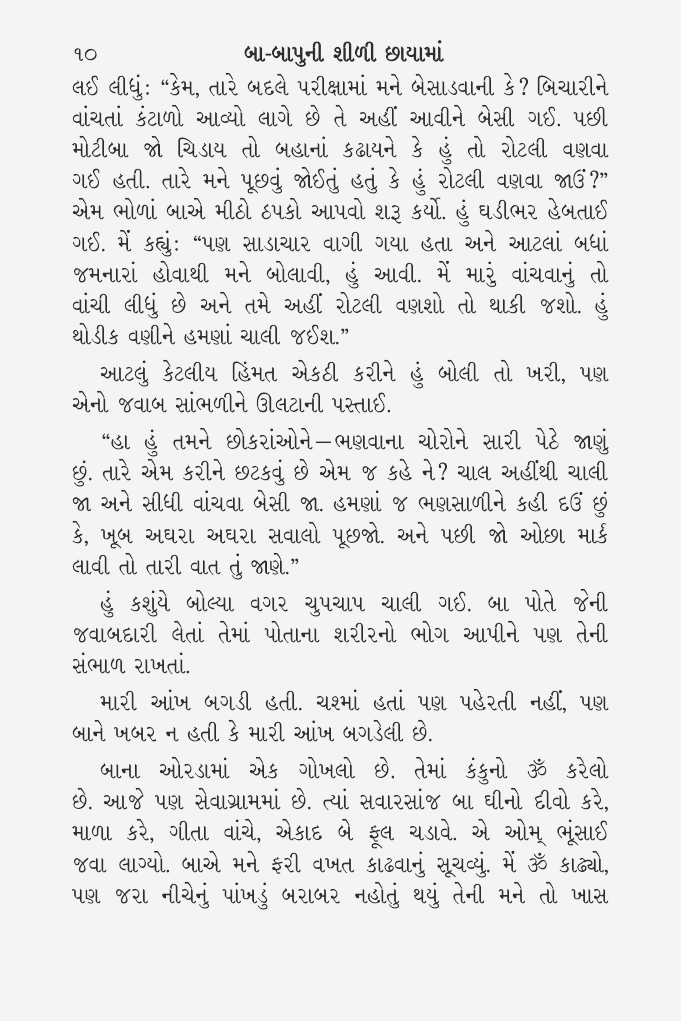 ૧૦ બા-બાપુની શીળી છાયામાં
લઈ લીધું: “કેમ, તારે બદલે પરીક્ષામાં મને બેસાડવાની કે? બિચારીને
વાંચતાં કંટાળો આવ્યો લાગે છે તે અહીં આવીને બેસી ગઈ. પછી
મોટીબા જો ચિડાય તો બહાનાં કઢાયને કે હું તો રોટલી વણવા
ગઈ હતી. તારે મને પૂછવું જોઈતું હતું કે હું રોટલી વણવા જાઉં?”
એમ ભોળાં બાએ મીઠો ઠપકો આપવો શરૂ કર્યો. હું ઘડીભર હેબતાઈ
ગઈ. મેં કહ્યું: “પણ સાડાચાર વાગી ગયા હતા અને આટલાં બધાં
જમનારાં હોવાથી મને બોલાવી, હું આવી. મેં મારું વાંચવાનું તો
વાંચી લીધું છે અને તમે અહીં રોટલી વણશો તો થાકી જશો. હું
થોડીક વણીને હમણાં ચાલી જઈશ.”
આટલું કેટલીય હિંમત એકઠી કરીને હું બોલી તો ખરી, પણ
એનો જવાબ સાંભળીને ઊલટાની પસ્તાઈ.
“હા હું તમને છોકરાંઓને—ભણવાના ચોરોને સારી પેઠે જાણું
છું. તારે એમ કરીને છટકવું છે એમ જ કહે ને? ચાલ અહીંથી ચાલી
જા અને સીધી વાંચવા બેસી જા. હમણાં જ ભણસાળીને કહી દઉં છું
કે, ખૂબ અઘરા અઘરા સવાલો પૂછજો. અને પછી જો ઓછા માર્ક
લાવી તો તારી વાત તું જાણે.”
હું કશુંયે બોલ્યા વગર ચુપચાપ ચાલી ગઈ. બા પોતે જેની
જવાબદારી લેતાં તેમાં પોતાના શરીરનો ભોગ આપીને પણ તેની
સંભાળ રાખતાં.
મારી આંખ બગડી હતી. ચશ્માં હતાં પણ પહેરતી નહીં, પણ
બાને ખબર ન હતી કે મારી આંખ બગડેલી છે.
બાના ઓરડામાં એક ગોખલો છે. તેમાં કંકુનો ૐ કરેલો
છે. આજે પણ સેવાગ્રામમાં છે. ત્યાં સવારસાંજ બા ઘીનો દીવો કરે,
માળા કરે, ગીતા વાંચે, એકાદ બે ફૂલ ચડાવે. એ ઓમ્ ભૂંસાઈ
જવા લાગ્યો. બાએ મને ફરી વખત કાઢવાનું સૂચવ્યું. મેં ૐ કાઢ્યો,
પણ જરા નીચેનું પાંખડું બરાબર નહોતું થયું તેની મને તો ખાસ